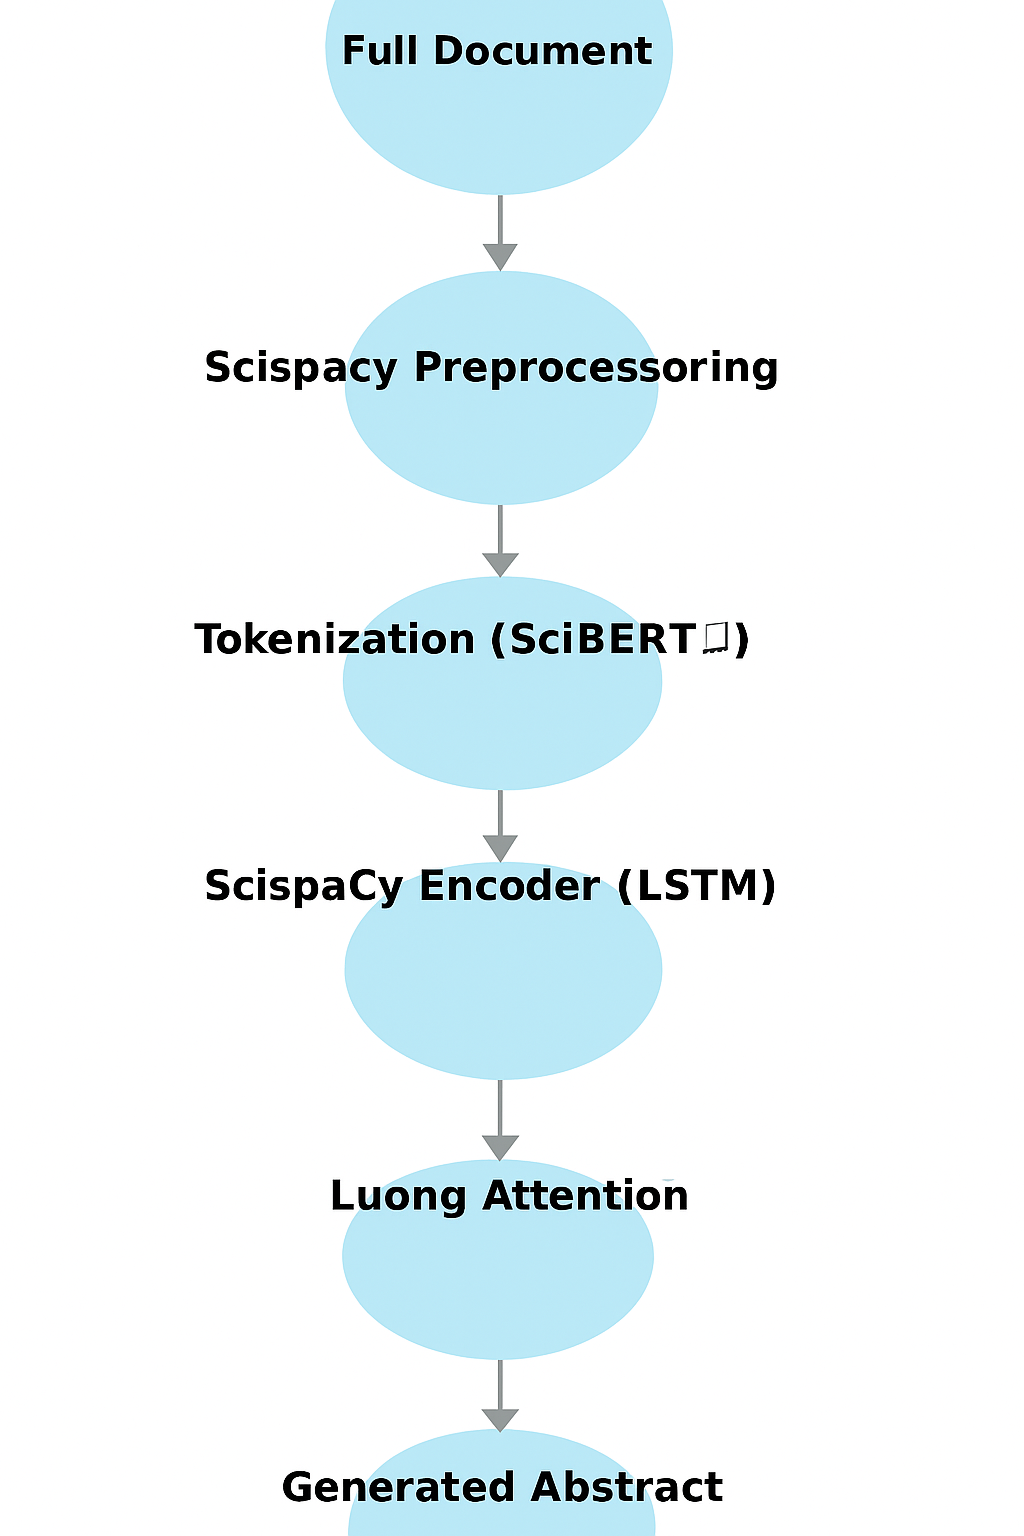 Full Document
Scispacy Preprocessoring
Tokenization (SciBERT)
ScispaCy Encoder (LSTM)
Luong Attention
Generated Abstract